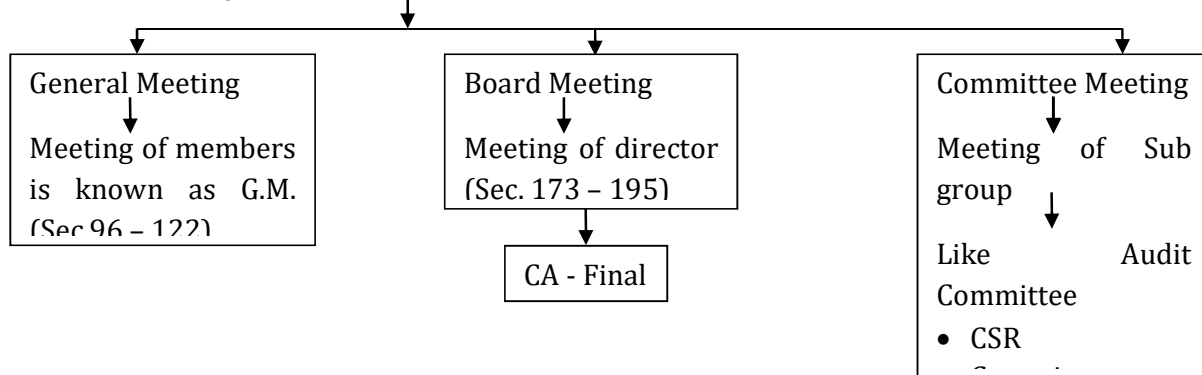 General Meeting
Meeting of members
is known as G.M.
(Sec 96 – 122)
Board Meeting
Meeting of director
(Sec. 173 – 195)
CA - Final
Committee Meeting
Meeting of Sub
group
Like Audit
Committee
• CSR